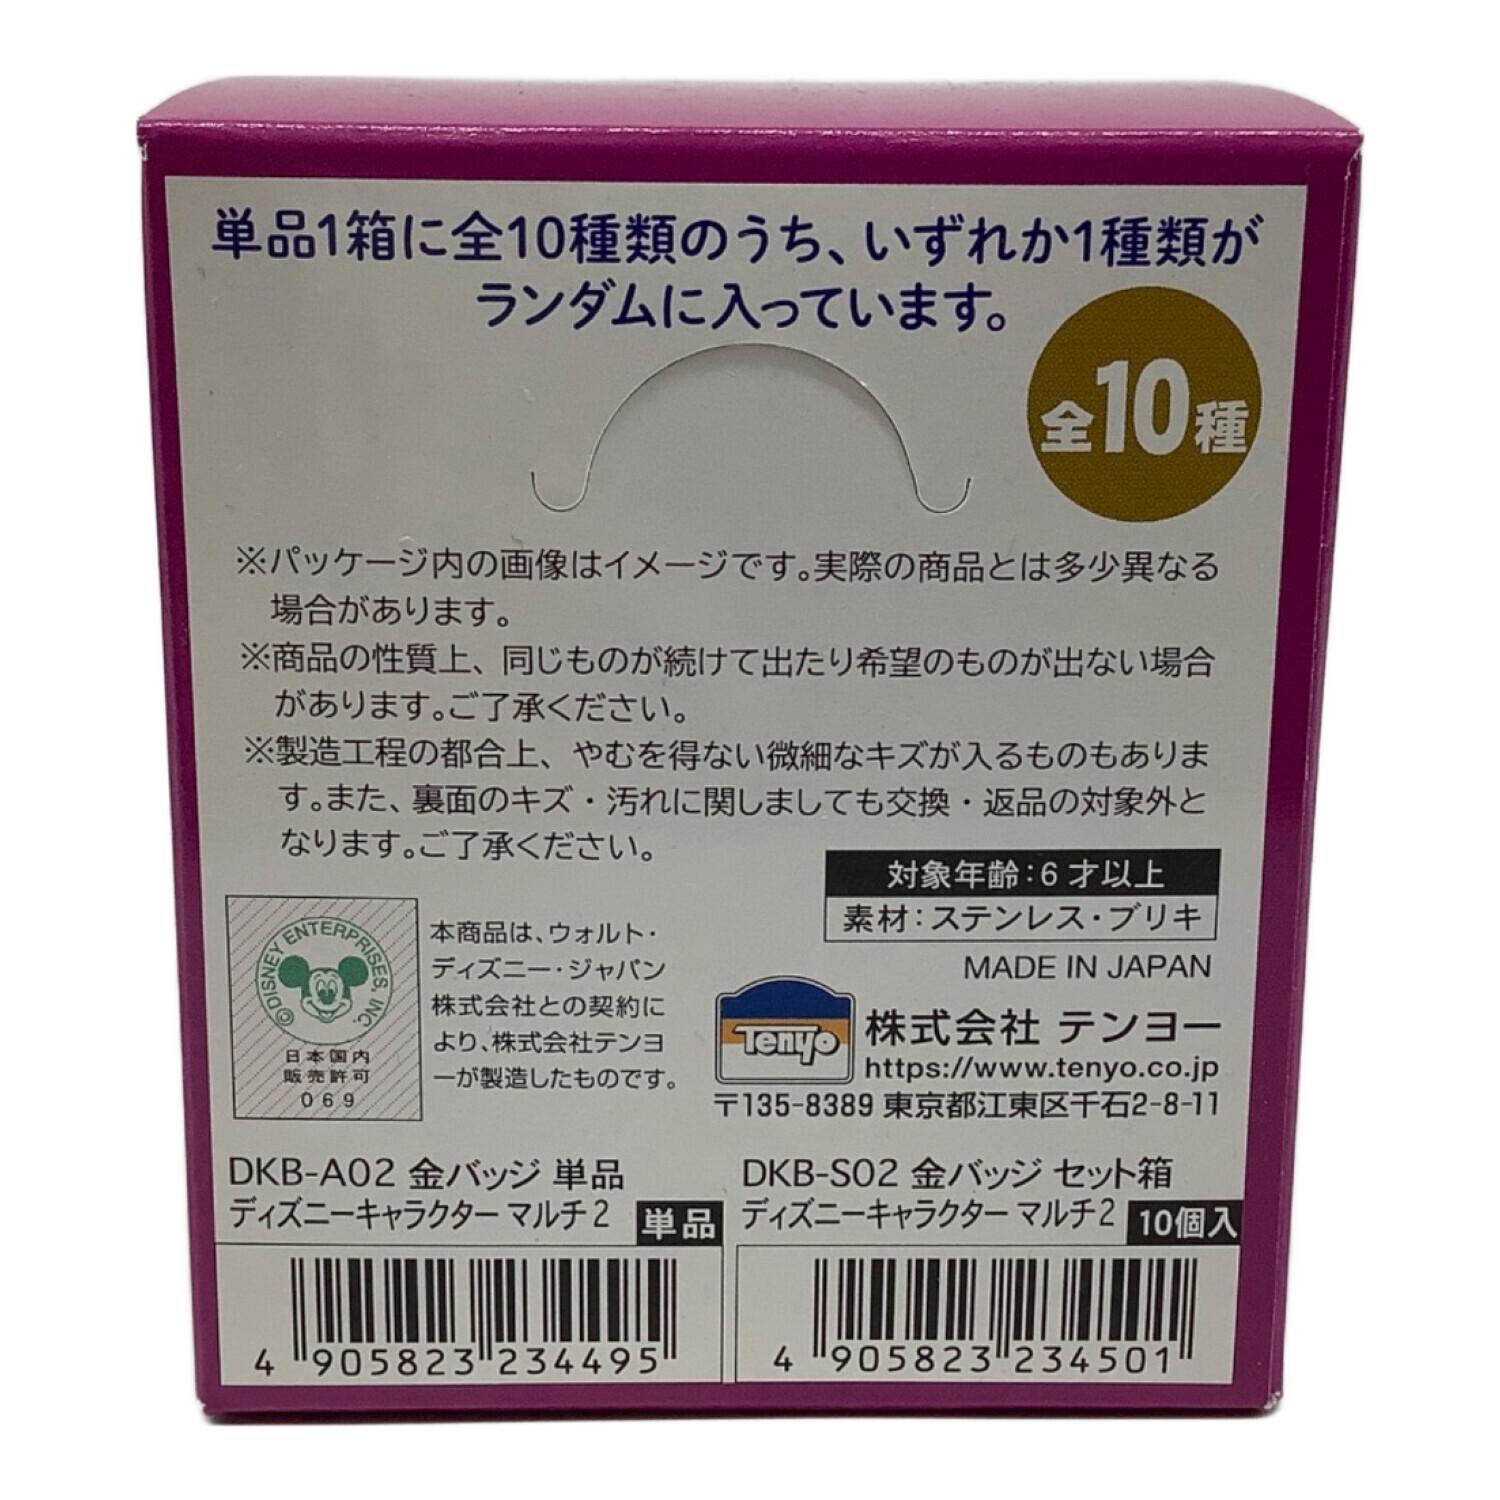 単品1箱に全10種類のうち、いずれか1種類が
ランダムに入っています。
全10種
※パッケージ内の画像はイメージです。実際の商品とは多少異なる
場合があります。
※商品の性質上、同じものが続けて出たり希望のものが出ない場合
があります。ご了承ください。
※製造工程の都合上、やむを得ない微細なキズが入るものもありま
す。また、裏面のキズ・汚れに関しましても交換・返品の対象外と
なります。ご了承ください。
対象年齢：6才以上
素材：ステンレス・ブリキ
MADE IN JAPAN
©DISNEY ENTERPRISES, INC.
日本国内
販売許可
069
本商品は、ウォルト・
ディズニー・ジャパン
株式会社との契約に
より、株式会社テンヨ
ーが製造したものです。
Tenyo
株式会社 テンヨー
https://www.tenyo.co.jp
〒135-8389 東京都江東区千石2-8-11
DKB-A02 金バッジ 単品
ディズニーキャラクター マルチ2
単品
4 905823 234495
DKB-S02 金バッジ セット箱
ディズニーキャラクター マルチ2
10個入
4 905823 234501